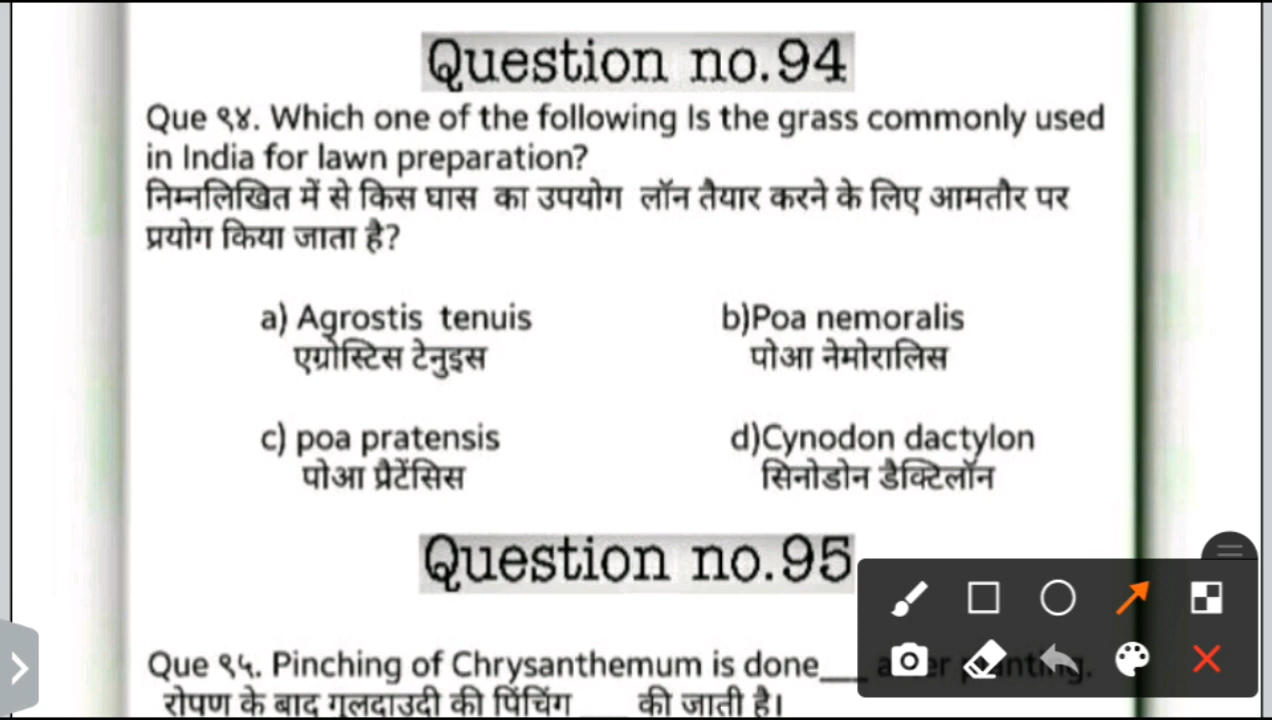 Question no.94
Que ९४. Which one of the following Is the grass commonly used
in India for lawn preparation?
निम्नलिखित में से किस घास का उपयोग लॉन तैयार करने के लिए आमतौर पर
प्रयोग किया जाता है?
a) Agrostis tenuis
एग्रोस्टिस टेनुइस
b)Poa nemoralis
पोआ नेमोरालिस
c) poa pratensis
पोआ प्रैटेंसिस
d)Cynodon dactylon
सिनोडोन डैक्टिलॉन
Question no.95
Que ९५. Pinching of Chrysanthemum is done___
रोपण के बाद गुलदाउदी की पिंचिंग ___ की जाती है।